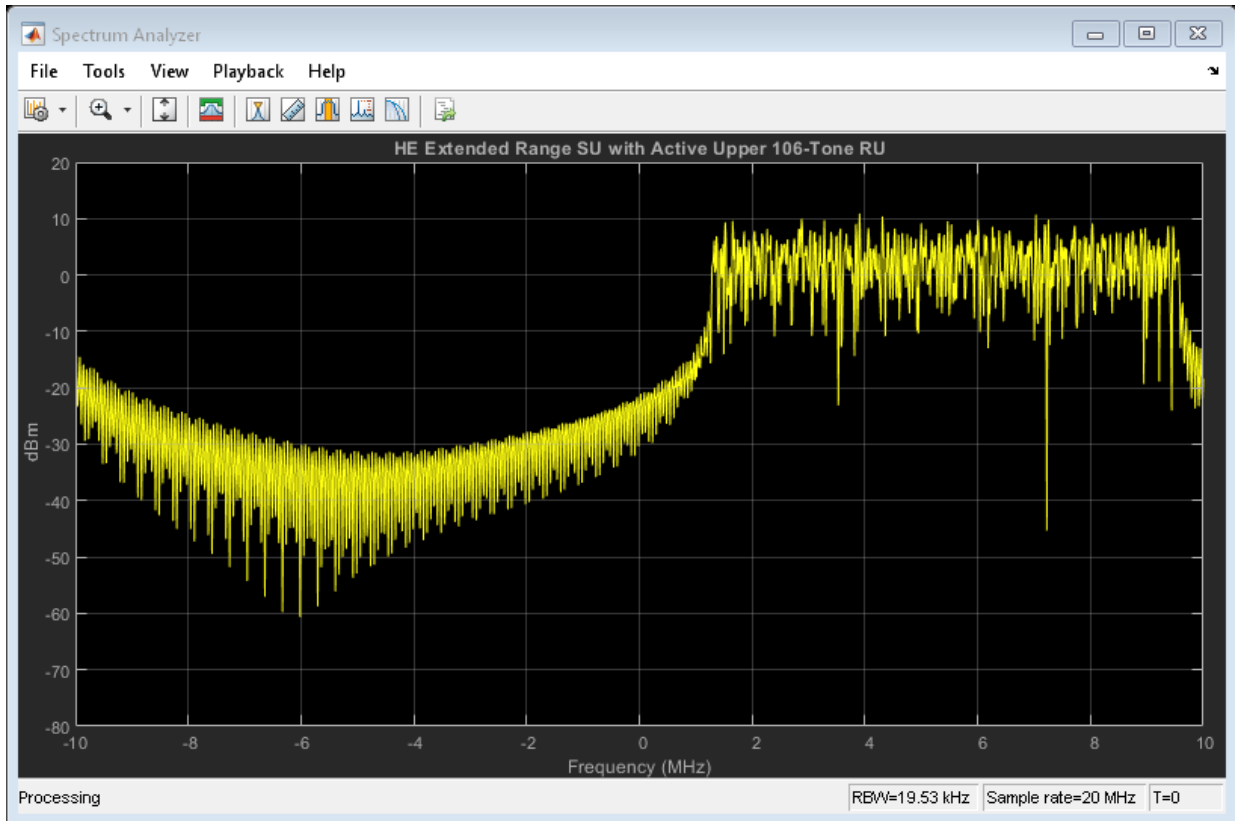 Spectrum Analyzer
File Tools View Playback Help
HE Extended Range SU with Active Upper 106-Tone RU
20
10
0
-10
-20
-30
-40
-50
-60
-70
-80
dBm
-10 -8 -6 -4 -2 0 2 4 6 8 10
Frequency (MHz)
Processing RBW=19.53 kHz Sample rate=20 MHz T=0